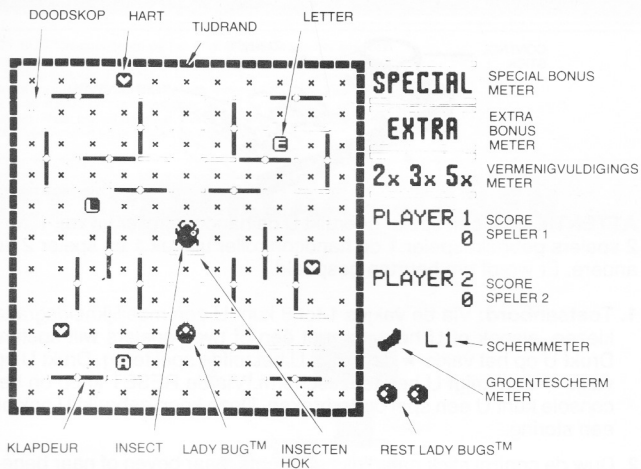 DOODSKOP
HART
TIJDRAND
LETTER
SPECIAL
SPECIAL BONUS
METER
EXTRA
EXTRA
BONUS
METER
E
2x 3x 5x
VERMENIGVULDIGINGS
METER
L
PLAYER 1
0
SCORE
SPELER 1
PLAYER 2
0
SCORE
SPELER 2
L 1
SCHERMMETER
A
GROENTESCHERM
METER
KLAPDEUR
INSECT
LADY BUG™
INSECTEN
HOK
REST LADY BUGS™